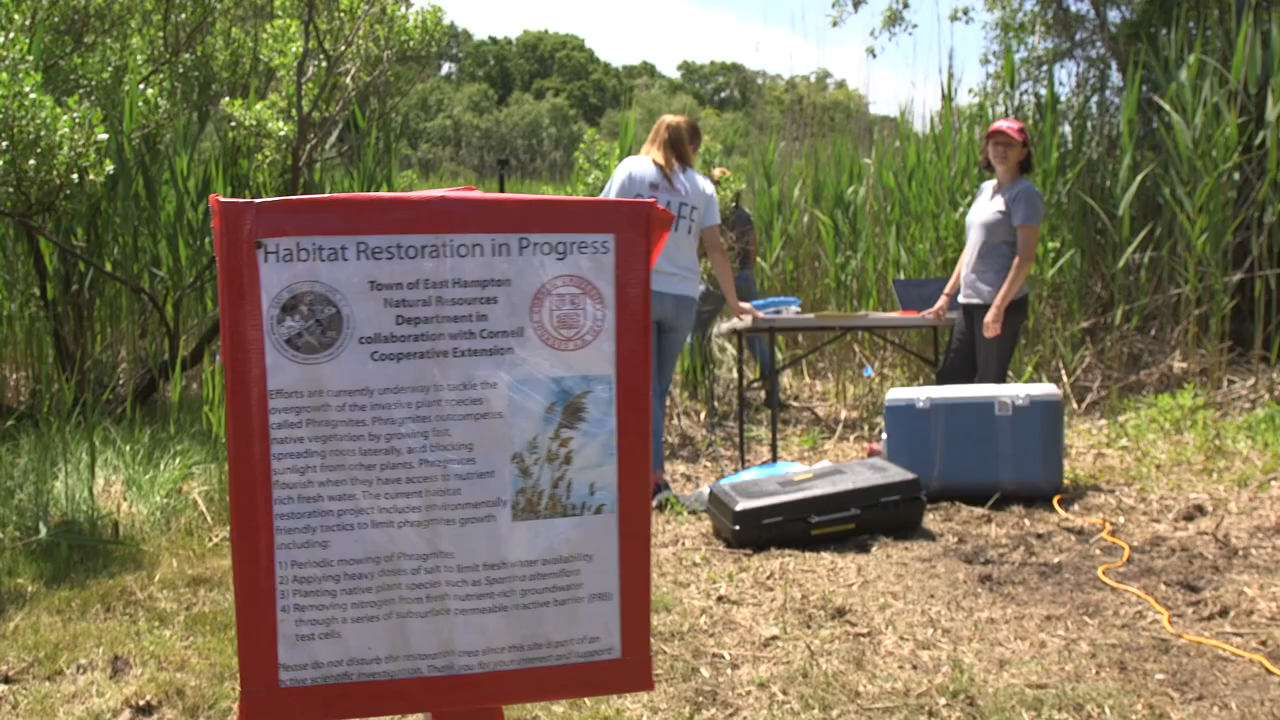 Habitat Restoration in Progress
Town of East Hampton
Natural Resources
Department in
collaboration with Cornell
Cooperative Extension
Efforts are currently underway to tackle the
overgrowth of the invasive plant species
called Phragmites. Phragmites outcompetes
native vegetation by growing fast,
spreading roots laterally, and blocking
sunlight from other plants. Phragmites
flourish when they have access to nutrient
rich fresh water. The current habitat
restoration project includes environmentally
friendly tactics to limit phragmites growth
including:
1) Periodic mowing of Phragmites
2) Applying heavy doses of salt to limit fresh water availability
3) Planting native plant species such as Spartina alterniflora
4) Removing nitrogen from fresh nutrient-rich groundwater
through a series of subsurface permeable reactive barrier (PRB)
test cells
Please do not disturb the restoration area since this site is part of an
active scientific investigation. Thank you for your interest and support
STAFF